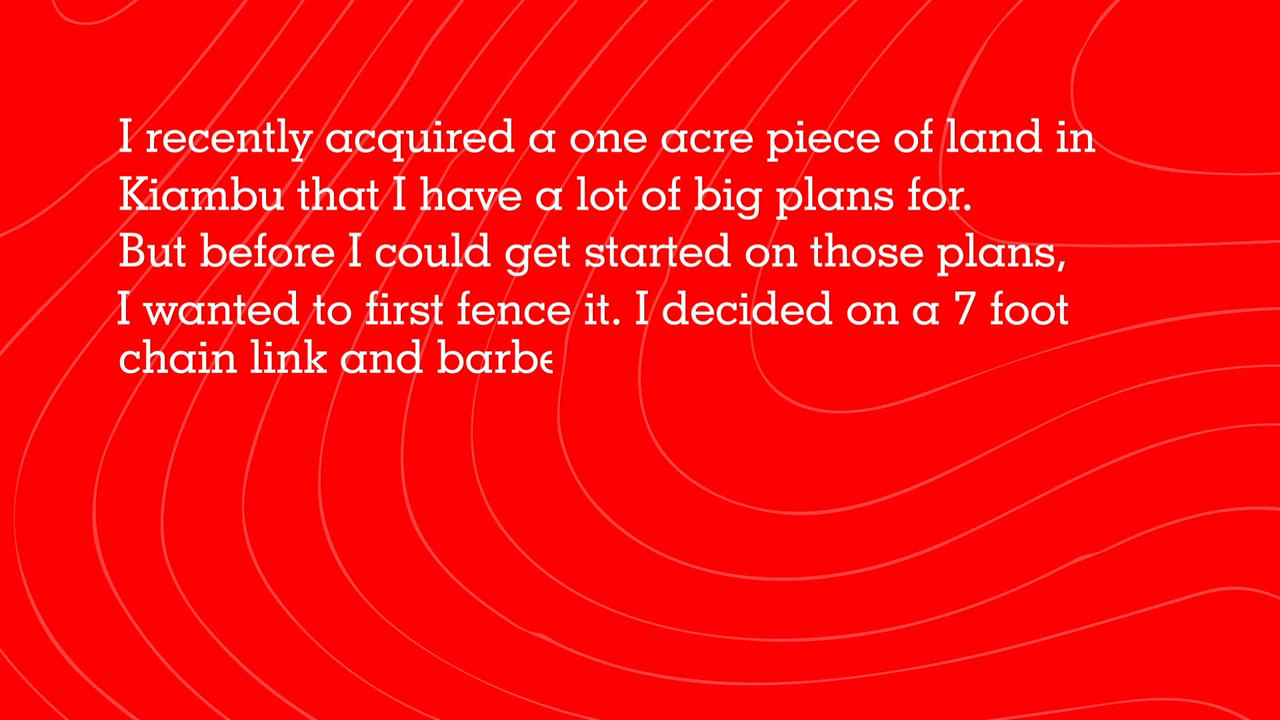 I recently acquired a one acre piece of land in
Kiambu that I have a lot of big plans for.
But before I could get started on those plans,
I wanted to first fence it. I decided on a 7 foot
chain link and barbe